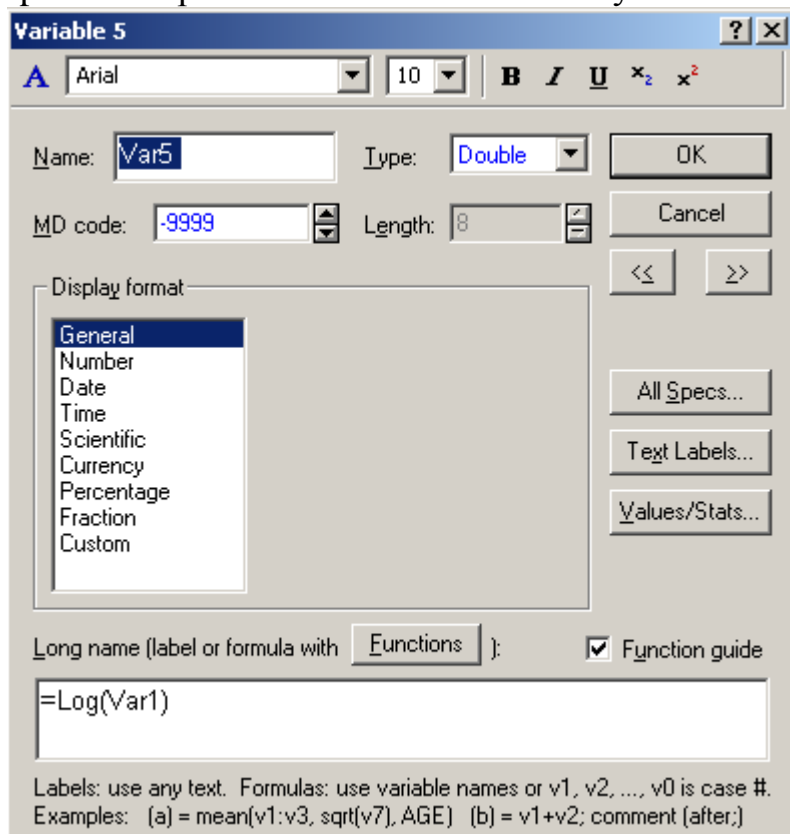 Variable 5
A Arial 10 B I U x₂ x²
Name: Var5 Type: Double OK
MD code: -9999 Length: 8 Cancel
<< >>
Display format
General
Number
Date
Time
Scientific
Currency
Percentage
Fraction
Custom
All Specs...
Text Labels...
Values/Stats...
Long name (label or formula with Functions ): Function guide
=Log(Var1)
Labels: use any text. Formulas: use variable names or v1, v2, ..., v0 is case #.
Examples: (a) = mean(v1:v3, sqrt(v7), AGE) (b) = v1+v2; comment (after;)